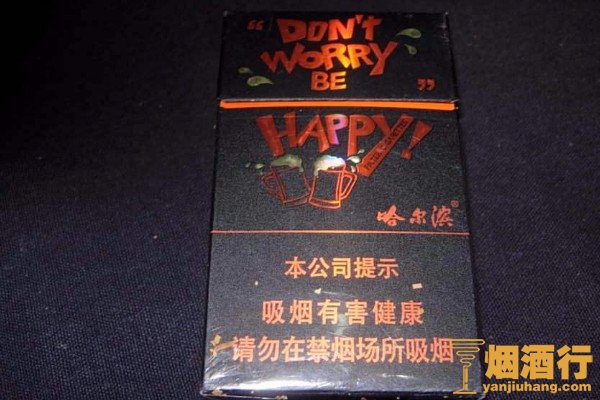 “ DON'T
WORRY
BE ”
HAPPY!
哈尔滨®
本公司提示
吸烟有害健康
请勿在禁烟场所吸烟
烟酒行
yanjiuhang.com